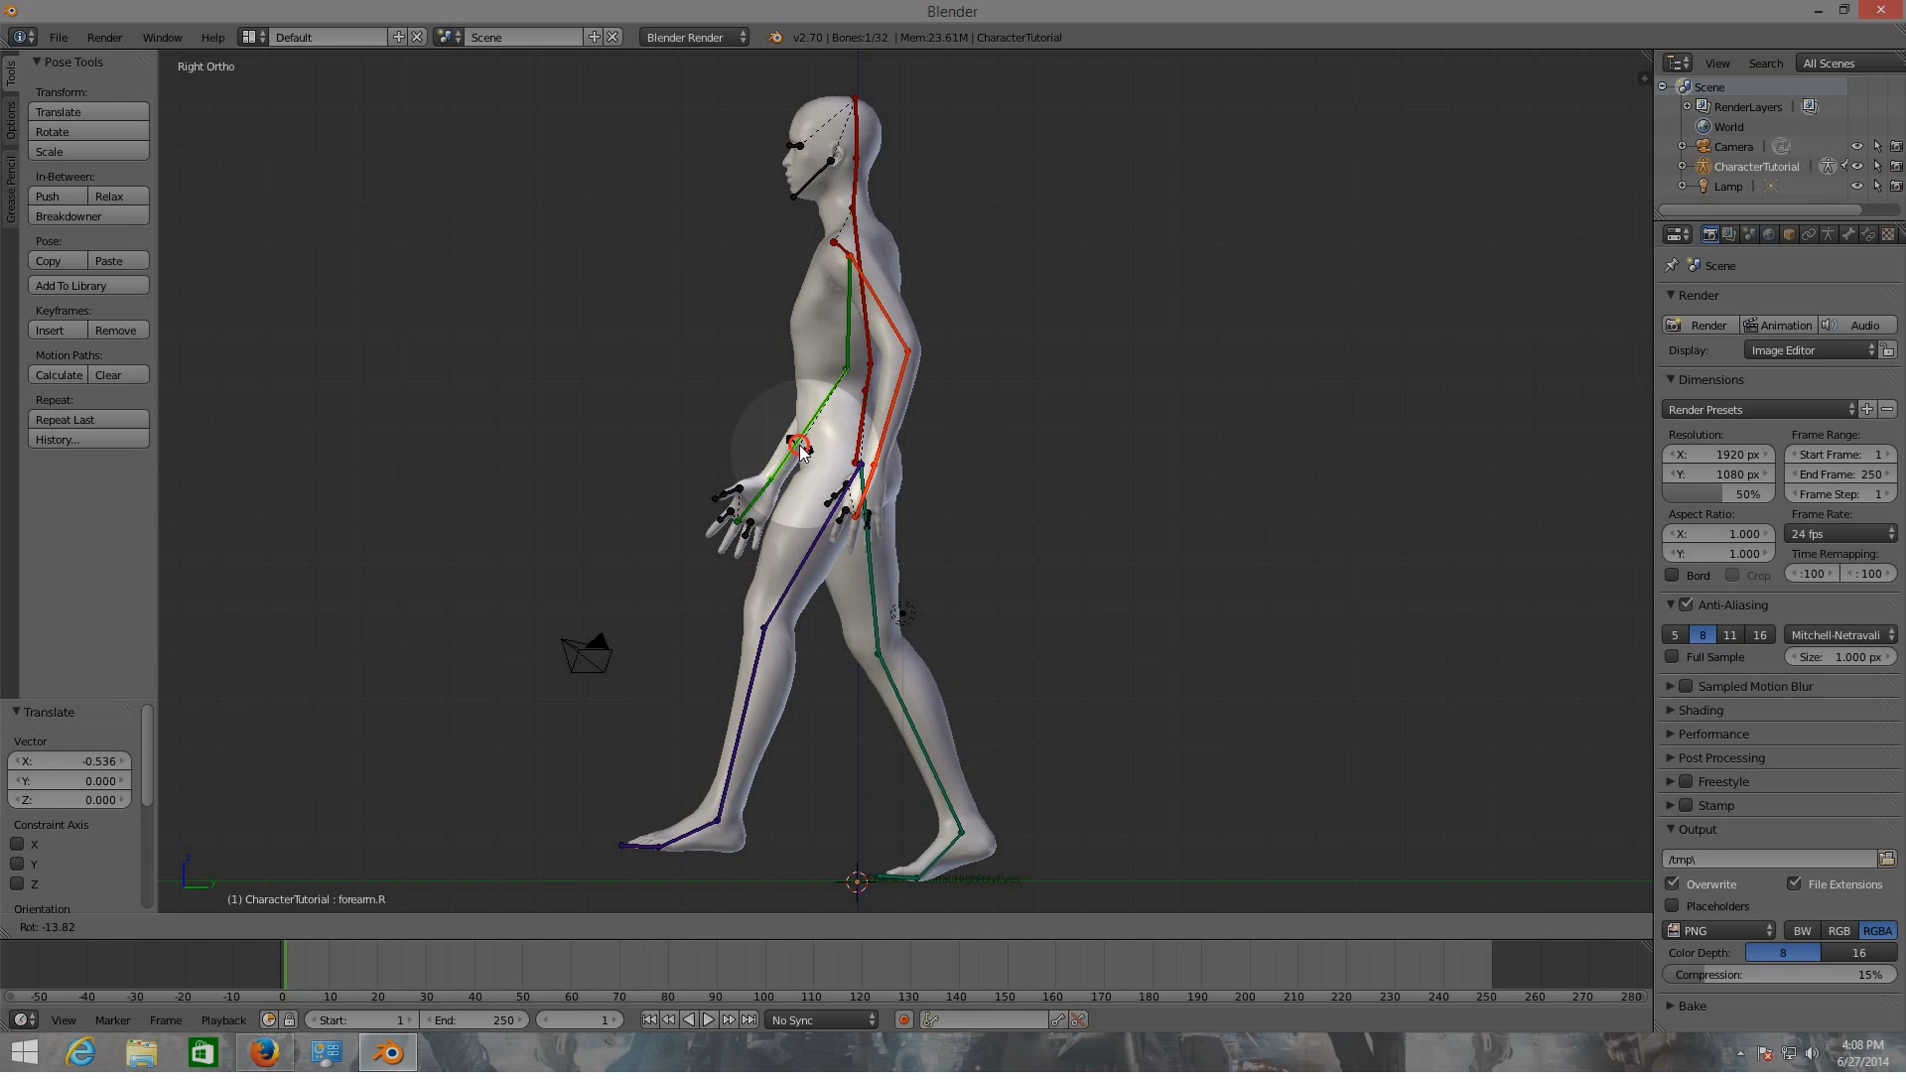 Blender
File Render Window Help Default Scene Blender Render v2.70 | Bones:1/32 | Mem:23.61M | CharacterTutorial
Tools
Options
Grease Pencil
Pose Tools
Transform:
Translate
Rotate
Scale
In-Between:
Push Relax
Breakdowner
Pose:
Copy Paste
Add To Library
Keyframes:
Insert Remove
Motion Paths:
Calculate Clear
Repeat:
Repeat Last
History...
Translate
Vector
X: -0.536
Y: 0.000
Z: 0.000
Constraint Axis
X
Y
Z
Orientation
Right Ortho
z
y
(1) CharacterTutorial : forearm.R
Rot: -13.82
-50 -40 -30 -20 -10 0 10 20 30 40 50 60 70 80 90 100 110 120 130 140 150 160 170 180 190 200 210 220 230 240 250 260 270 280
View Marker Frame Playback Start: 1 End: 250 1 No Sync
View Search All Scenes
Scene
RenderLayers |
World
Camera |
CharacterTutorial |
Lamp |
Scene
Render
Render Animation Audio
Display: Image Editor
Dimensions
Render Presets
Resolution: Frame Range:
X: 1920 px Start Frame: 1
Y: 1080 px End Frame: 250
50% Frame Step: 1
Aspect Ratio: Frame Rate:
X: 1.000 24 fps
Y: 1.000 Time Remapping:
Bord Crop :100 : 100
Anti-Aliasing
5 8 11 16 Mitchell-Netravali
Full Sample Size: 1.000 px
Sampled Motion Blur
Shading
Performance
Post Processing
Freestyle
Stamp
Output
/tmp\
Overwrite File Extensions
Placeholders
PNG BW RGB RGBA
Color Depth: 8 16
Compression: 15%
Bake
4:08 PM
6/27/2014